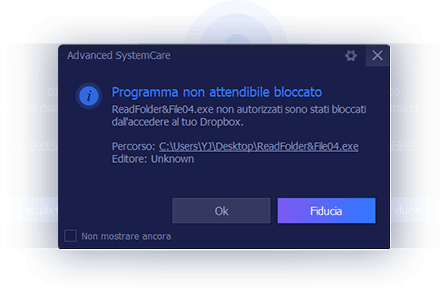 Advanced SystemCare
Programma non attendibile bloccato
ReadFolder&File04.exe non autorizzati sono stati bloccati
dall'accedere al tuo Dropbox.
Percorso: C:\Users\YJ\Desktop\ReadFolder&File04.exe
Editore: Unknown
Ok
Fiducia
Non mostrare ancora